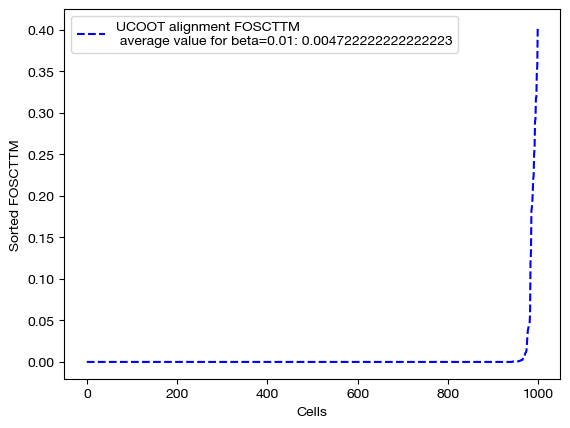 UCOOT alignment FOSCTTM
average value for beta=0.01: 0.004722222222222223
0.40
0.35
0.30
0.25
0.20
0.15
0.10
0.05
0.00
Sorted FOSCTTM
0 200 400 600 800 1000
Cells